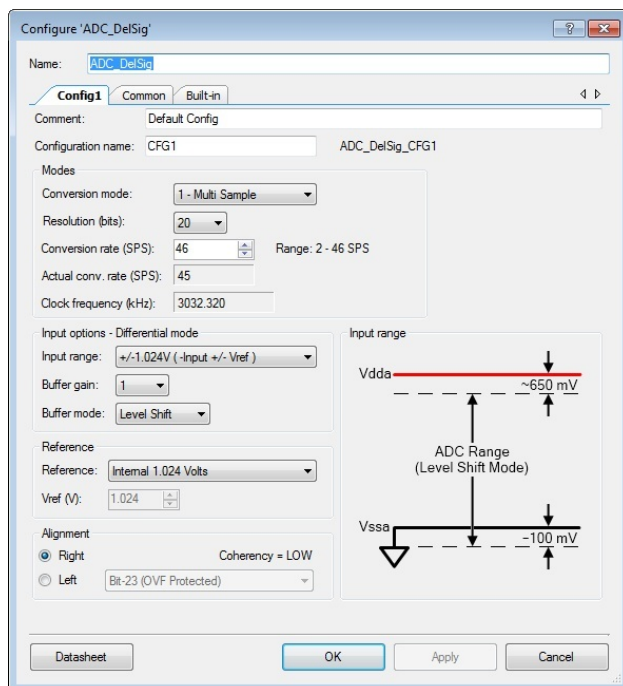 Configure 'ADC_DelSig'
Name: ADC_DelSig
Config1 Common Built-in
Comment: Default Config
Configuration name: CFG1 ADC_DelSig_CFG1
Modes
Conversion mode: 1 - Multi Sample
Resolution (bits): 20
Conversion rate (SPS): 46 Range: 2 - 46 SPS
Actual conv. rate (SPS): 45
Clock frequency (kHz): 3032.320
Input options - Differential mode
Input range: +/-1.024V (-Input +/- Vref )
Buffer gain: 1
Buffer mode: Level Shift
Reference
Reference: Internal 1.024 Volts
Vref (V): 1.024
Alignment
Right Coherency = LOW
Left Bit-23 (OVF Protected)
Input range
Vdda
~650 mV
ADC Range
(Level Shift Mode)
Vssa
~100 mV
Datasheet OK Apply Cancel